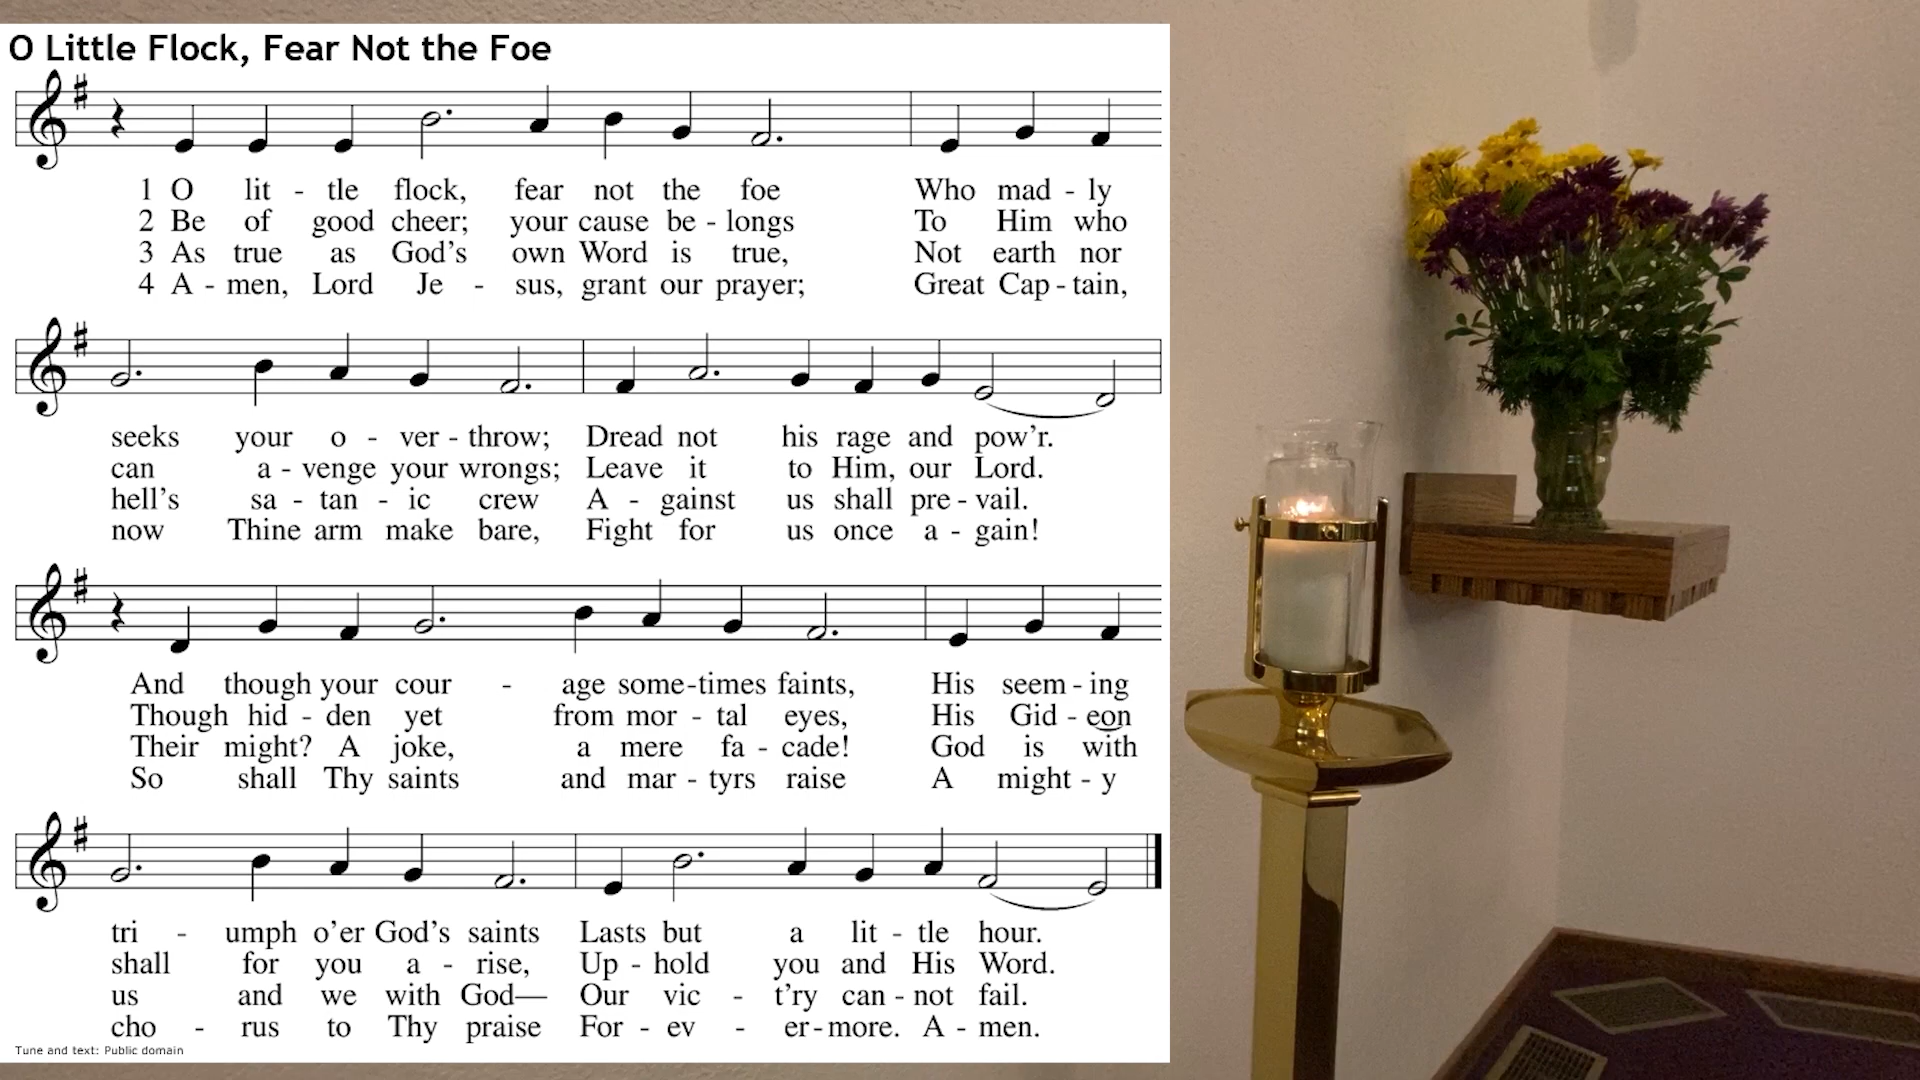 O Little Flock, Fear Not the Foe
1 O lit - tle flock, fear not the foe Who mad - ly
2 Be of good cheer; your cause be - longs To Him who
3 As true as God's own Word is true, Not earth nor
4 A - men, Lord Je - sus, grant our prayer; Great Cap - tain,
seeks your o - ver - throw; Dread not his rage and pow'r.
can a - venge your wrongs; Leave it to Him, our Lord.
hell's sa - tan - ic crew A - gainst us shall pre - vail.
now Thine arm make bare, Fight for us once a - gain!
And though your cour - age some - times faints, His seem - ing
Though hid - den yet from mor - tal eyes, His Gid - eon
Their might? A joke, a mere fa - cade! God is with
So shall Thy saints and mar - tyrs raise A might - y
tri - umph o'er God's saints Lasts but a lit - tle hour.
shall for you a - rise, Up - hold you and His Word.
us and we with God— Our vic - t'ry can - not fail.
cho - rus to Thy praise For - ev - er - more. A - men.
Tune and text: Public domain